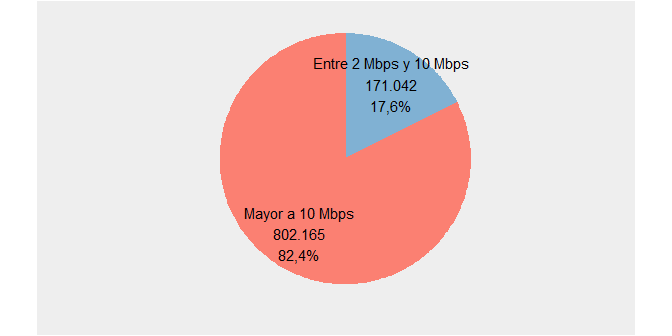 Entre 2 Mbps y 10 Mbps
171.042
17,6%
Mayor a 10 Mbps
802.165
82,4%